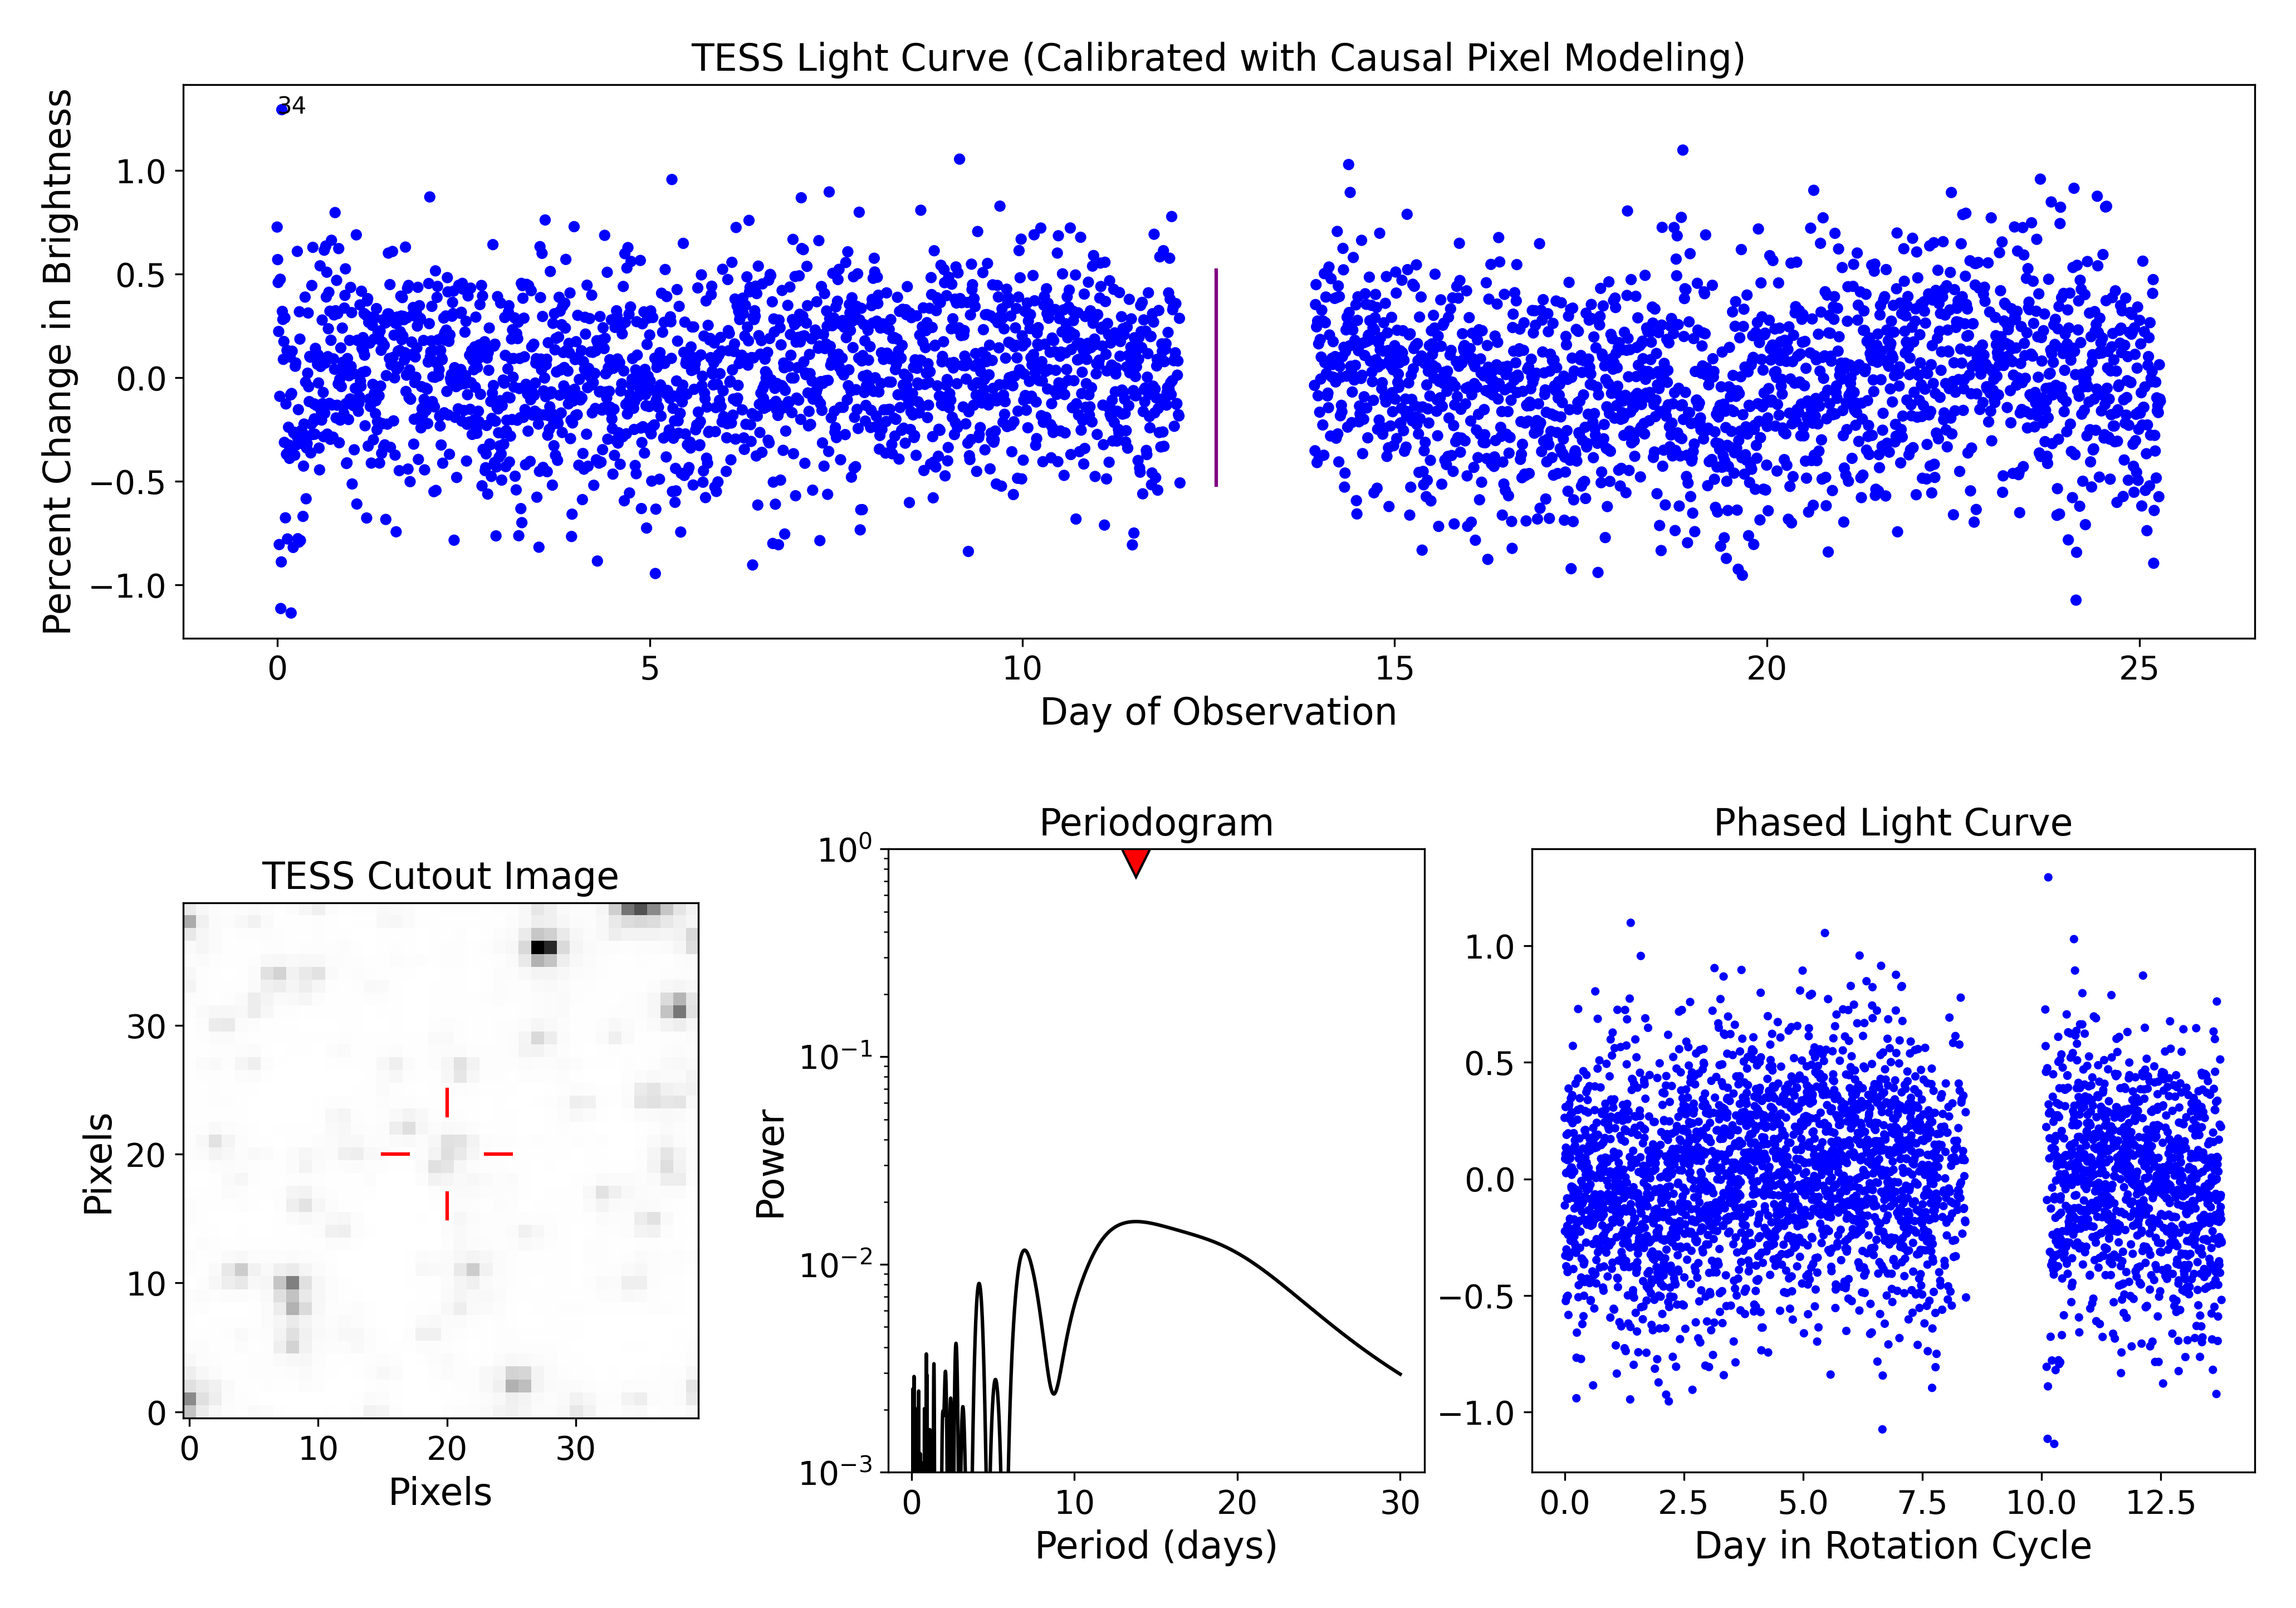 TESS Light Curve (Calibrated with Causal Pixel Modeling)
Percent Change in Brightness
1.0
0.5
0.0
−0.5
−1.0
34
0 5 10 15 20 25
Day of Observation
TESS Cutout Image
Pixels
30
20
10
0
0 10 20 30
Pixels
Periodogram
Power
10⁰
10⁻¹
10⁻²
10⁻³
0 10 20 30
Period (days)
Phased Light Curve
1.0
0.5
0.0
−0.5
−1.0
0.0 2.5 5.0 7.5 10.0 12.5
Day in Rotation Cycle